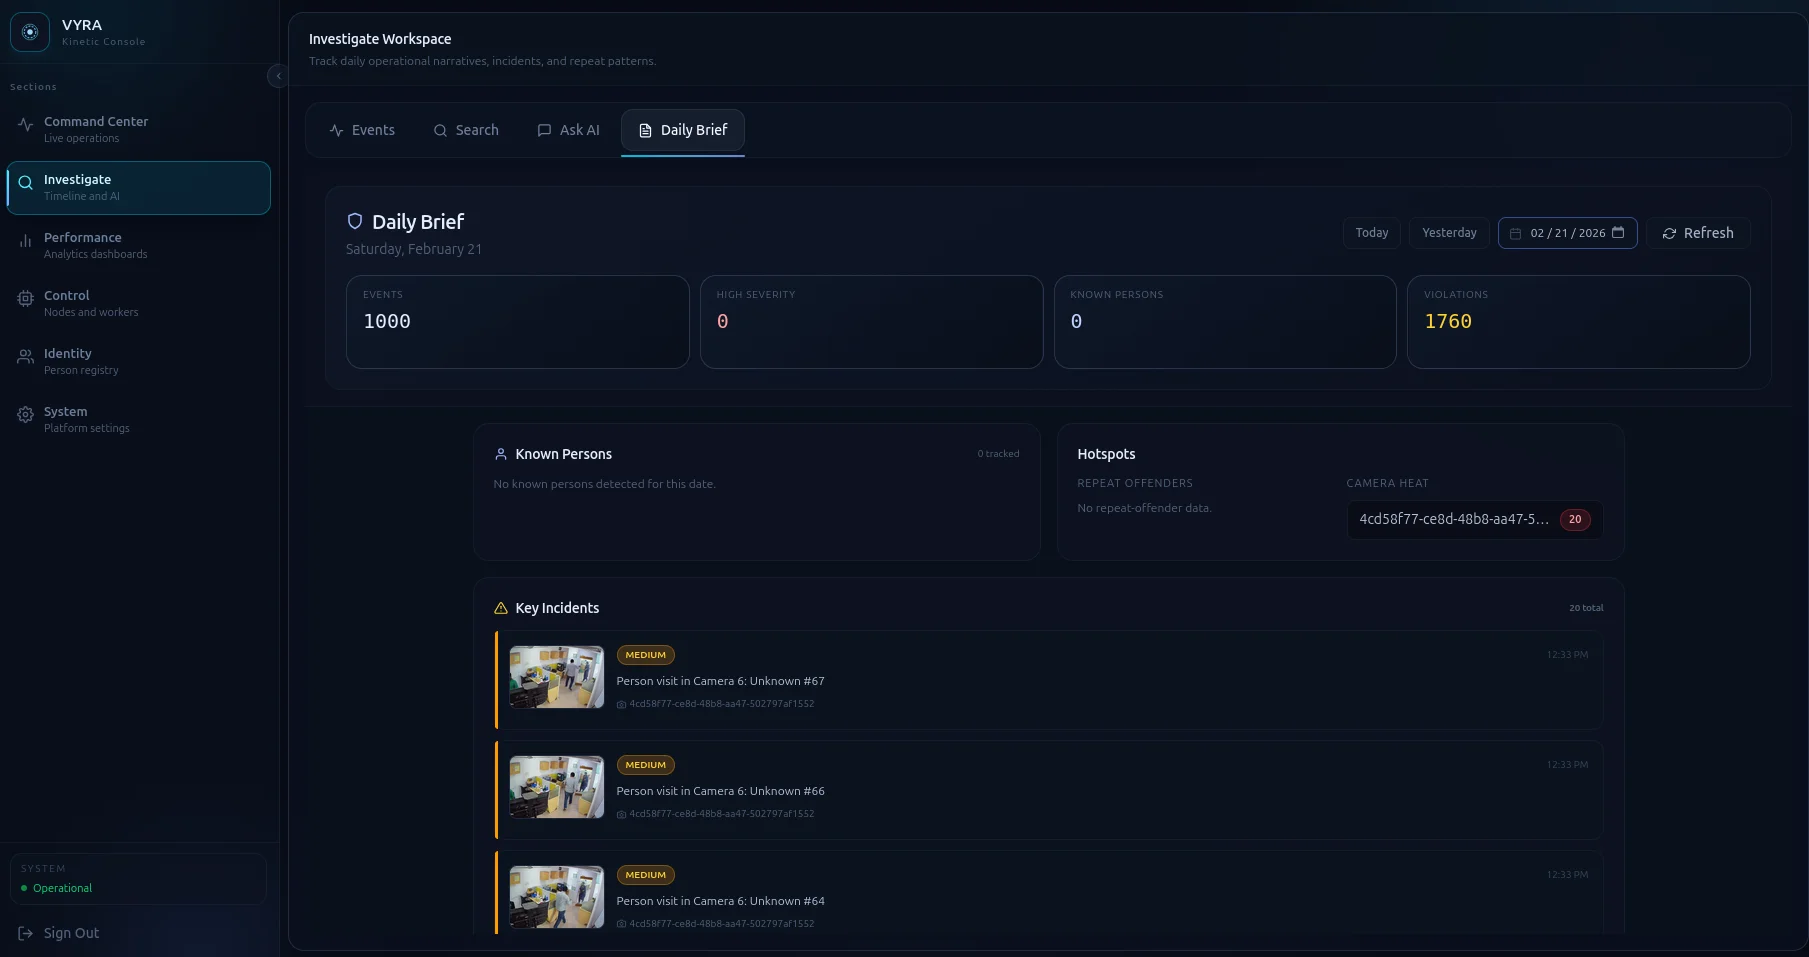 VYRA
Kinetic Console
Sections
Command Center
Live operations
Investigate
Timeline and AI
Performance
Analytics dashboards
Control
Nodes and workers
Identity
Person registry
System
Platform settings
SYSTEM
Operational
Sign Out
Investigate Workspace
Track daily operational narratives, incidents, and repeat patterns.
Events Search Ask AI Daily Brief
Daily Brief
Saturday, February 21
Today Yesterday 02 / 21 / 2026 Refresh
EVENTS
1000
HIGH SEVERITY
0
KNOWN PERSONS
0
VIOLATIONS
1760
Known Persons 0 tracked
No known persons detected for this date.
Hotspots
REPEAT OFFENDERS
No repeat-offender data.
CAMERA HEAT
4cd58f77-ce8d-48b8-aa47-5... 20
Key Incidents 20 total
MEDIUM 12:33 PM
Person visit in Camera 6: Unknown #67
4cd58f77-ce8d-48b8-aa47-502797af1552
MEDIUM 12:33 PM
Person visit in Camera 6: Unknown #66
4cd58f77-ce8d-48b8-aa47-502797af1552
MEDIUM 12:33 PM
Person visit in Camera 6: Unknown #64
4cd58f77-ce8d-48b8-aa47-502797af1552